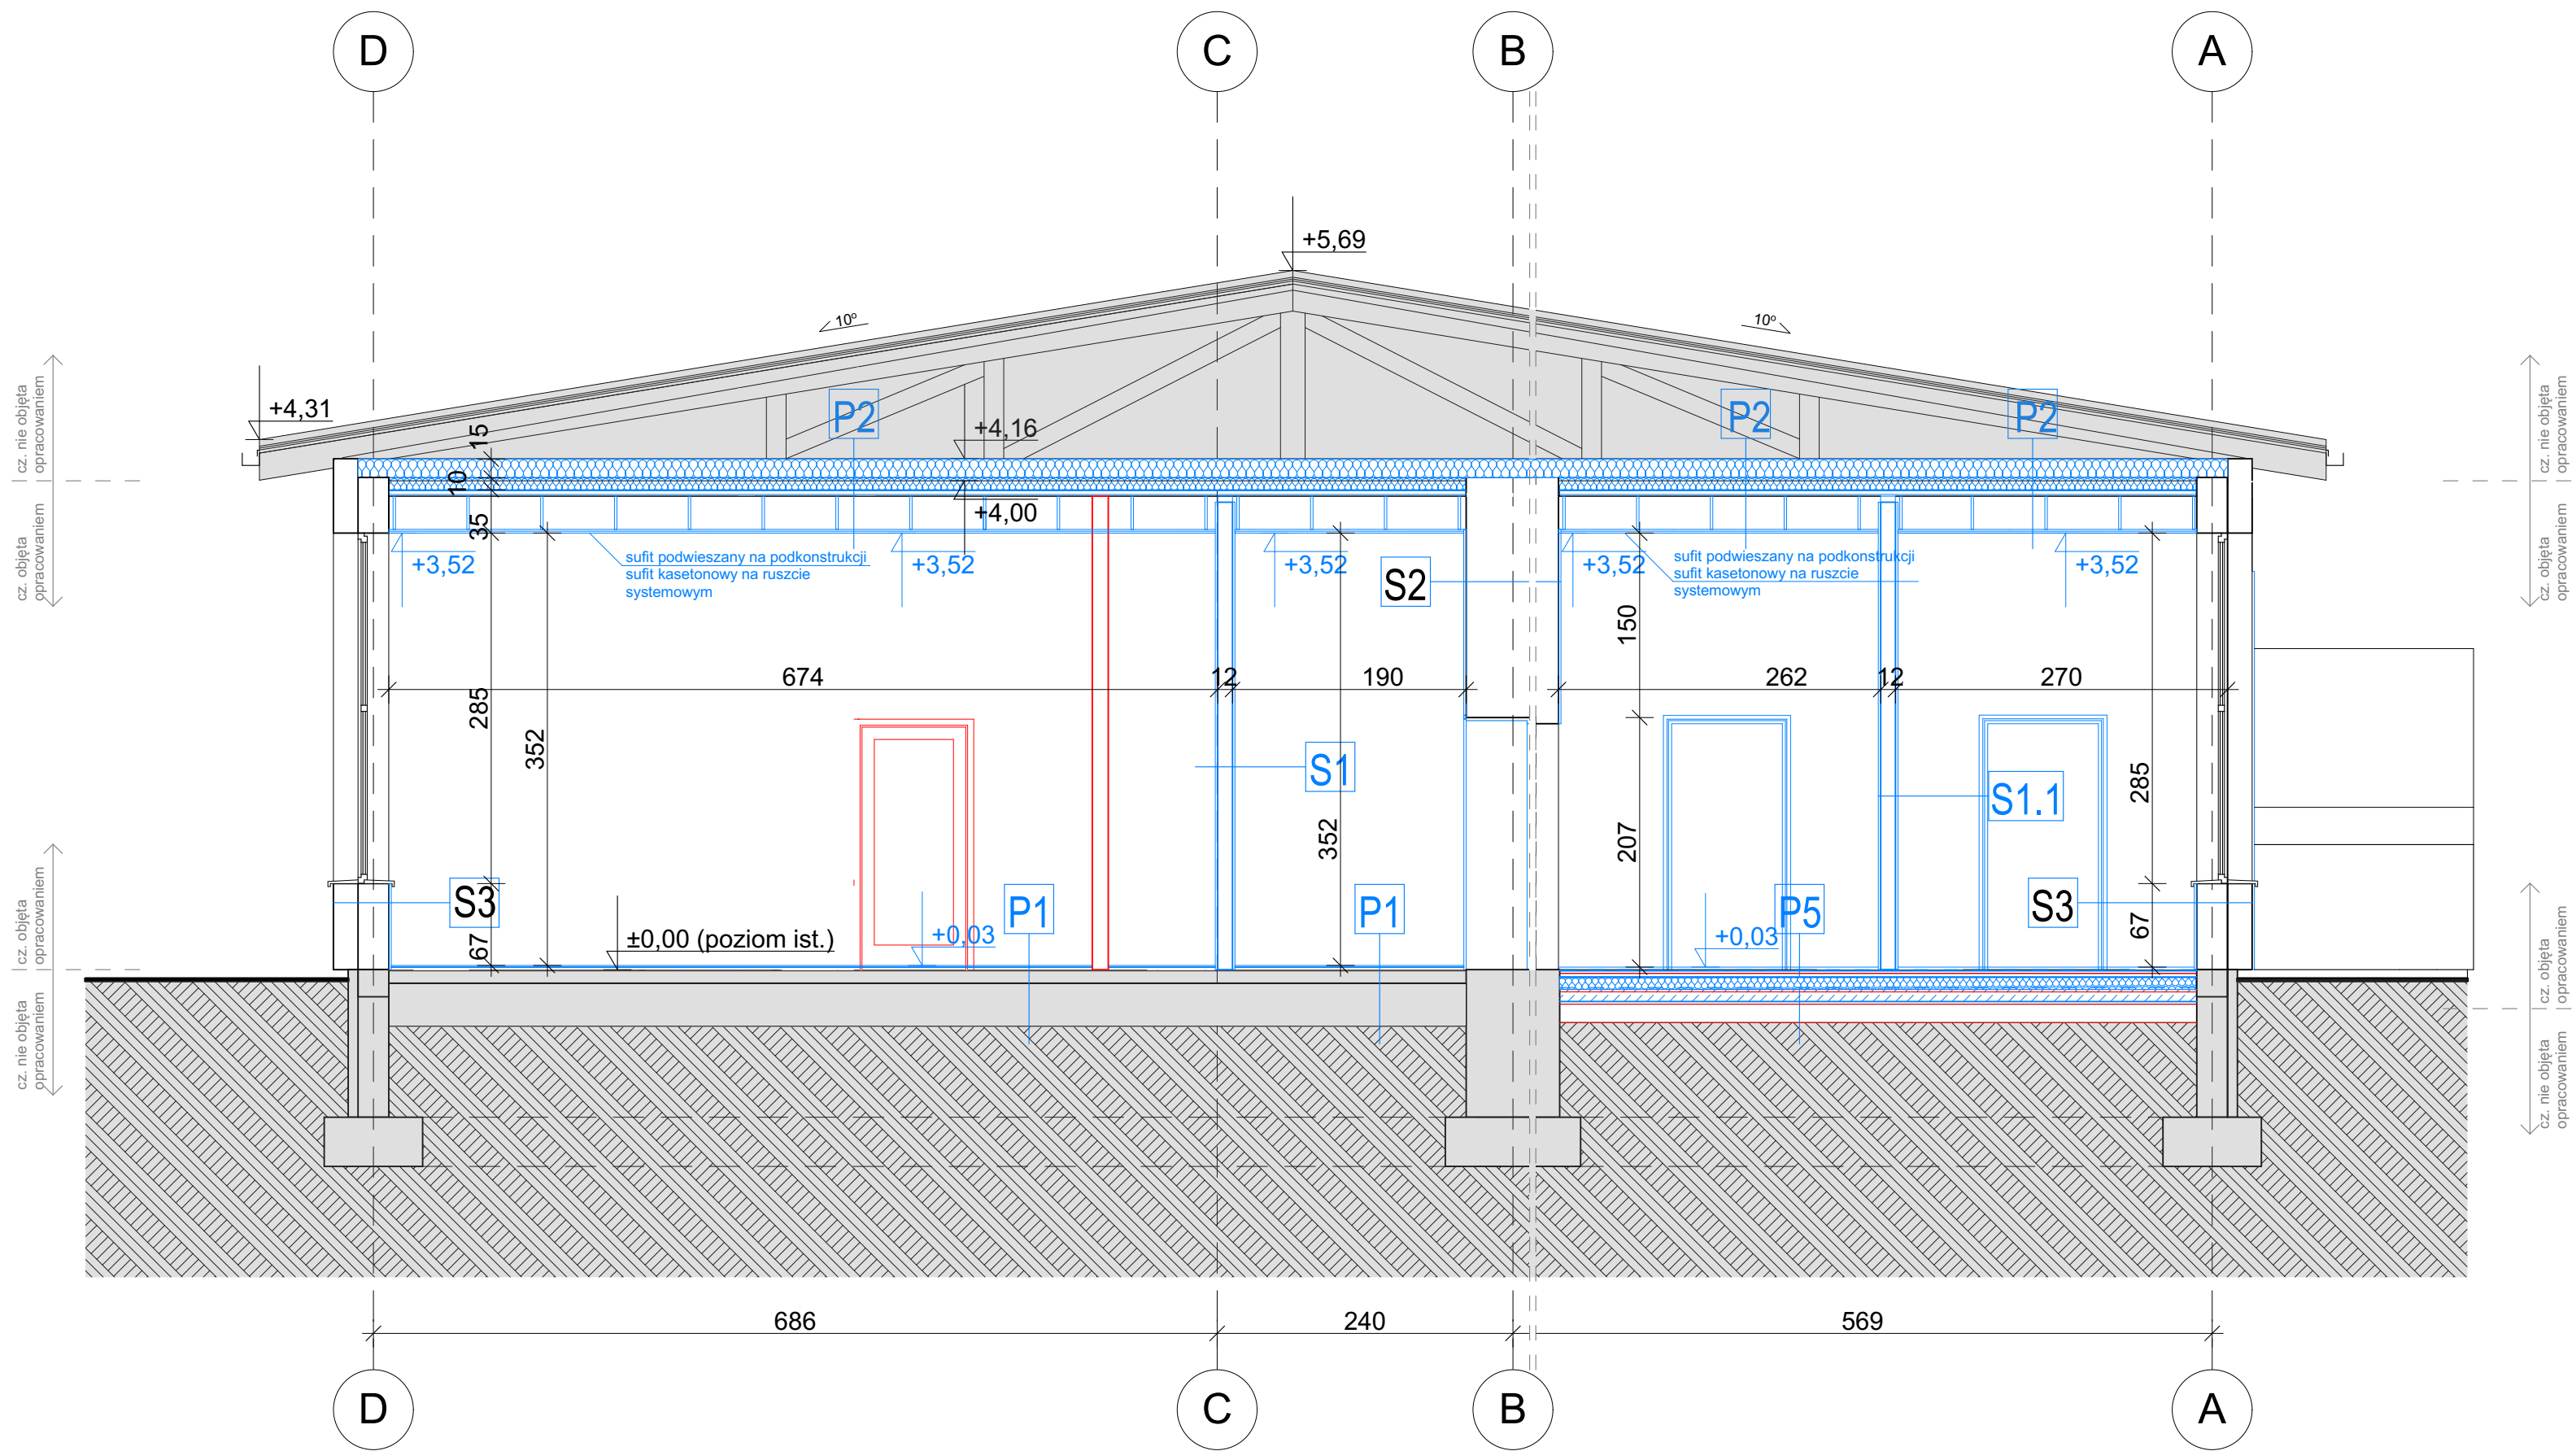 D
C
B
A
+5,69
10º
10º
+4,31
P2
P2
P2
+4,16
15
10
35
+4,00
+3,52
+3,52
+3,52
+3,52
+3,52
sufit podwieszany na podkonstrukcji
sufit kasetonowy na ruszcie
systemowym
sufit podwieszany na podkonstrukcji
sufit kasetonowy na ruszcie
systemowym
S2
150
674
12
190
262
12
270
285
352
S1
S1.1
285
352
207
S3
P1
P1
P5
S3
67
±0,00 (poziom ist.)
+0,03
+0,03
67
cz. nie objęta
opracowaniem
cz. objęta
opracowaniem
cz. objęta
opracowaniem
cz. nie objęta
opracowaniem
cz. nie objęta
opracowaniem
cz. objęta
opracowaniem
cz. objęta
opracowaniem
cz. nie objęta
opracowaniem
686
240
569
D
C
B
A